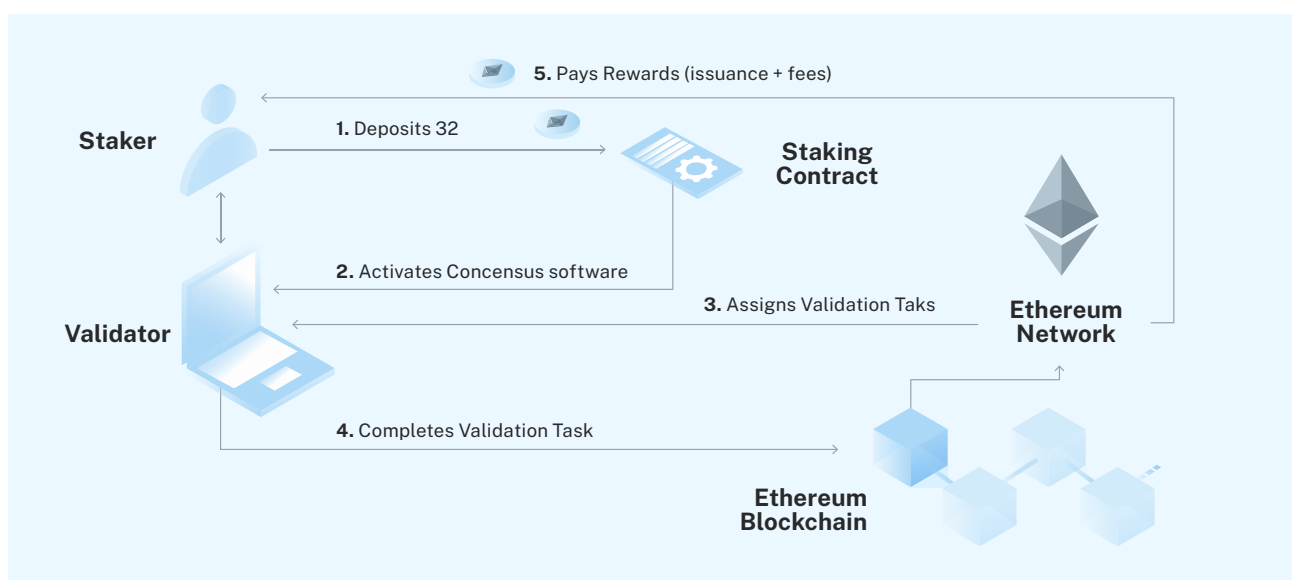 5. Pays Rewards (issuance + fees)
1. Deposits 32
Staker
Staking
Contract
2. Activates Concensus software
3. Assigns Validation Taks
Ethereum
Network
Validator
4. Completes Validation Task
Ethereum
Blockchain